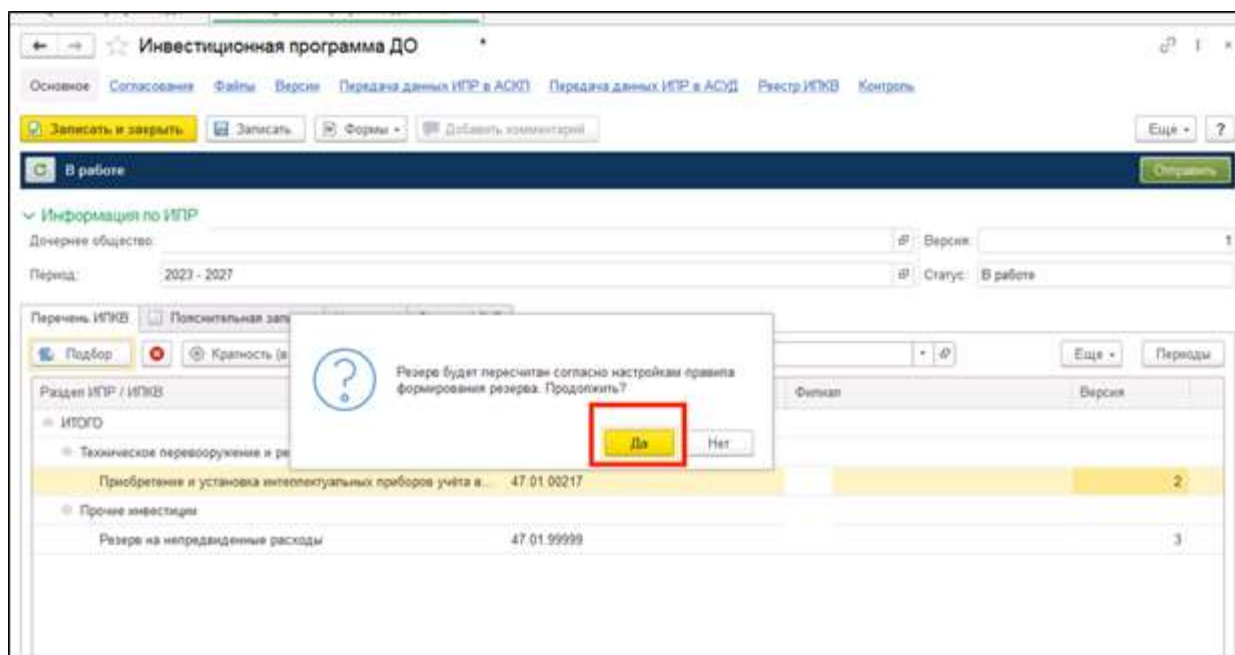 Инвестиционная программа ДО *
Основное Согласование Файлы Версии Передача данных ИПР в АСКП Передача данных ИПР в АСУД Реестр ИПКВ Контроль
Записать и закрыть Записать Формы Добавить комментарий Ещё ?
В работе Отправить
Информация по ИПР
Дочернее общество: Версия: 1
Период: 2023 - 2027 Статус: В работе
Перечень ИПКВ Пояснительная зап
Подбор Кратность (в Еще Периоды
Раздел ИПР / ИПКВ Филиал Версия
ИТОГО
Техническое перевооружение и ре
Приобретение и установка интеллектуальных приборов учёта в... 47.01.00217 2
Прочие инвестиции
Резерв на непредвиденные расходы 47.01.99999 3
Резерв будет пересчитан согласно настройкам правила
формирования резерва. Продолжить?
Да Нет